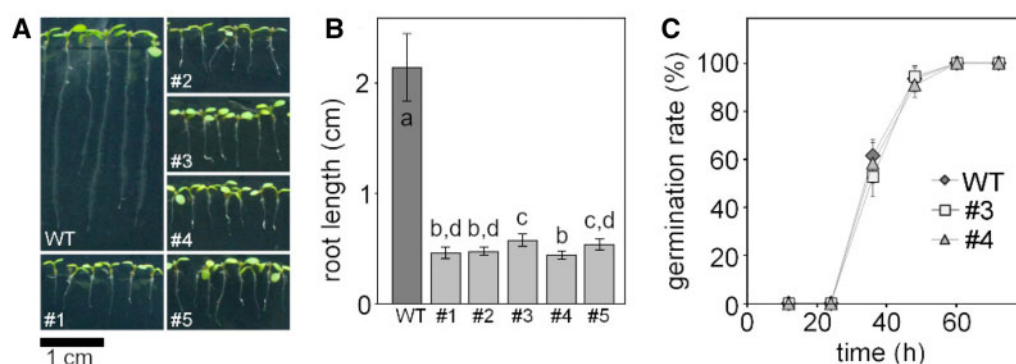 A
WT
#1
#2
#3
#4
#5
1 cm
B
root length (cm)
2
1
0
a
b,d
b,d
c
b
c,d
WT #1 #2 #3 #4 #5
C
germination rate (%)
100
80
60
40
20
0
WT
#3
#4
0 20 40 60
time (h)